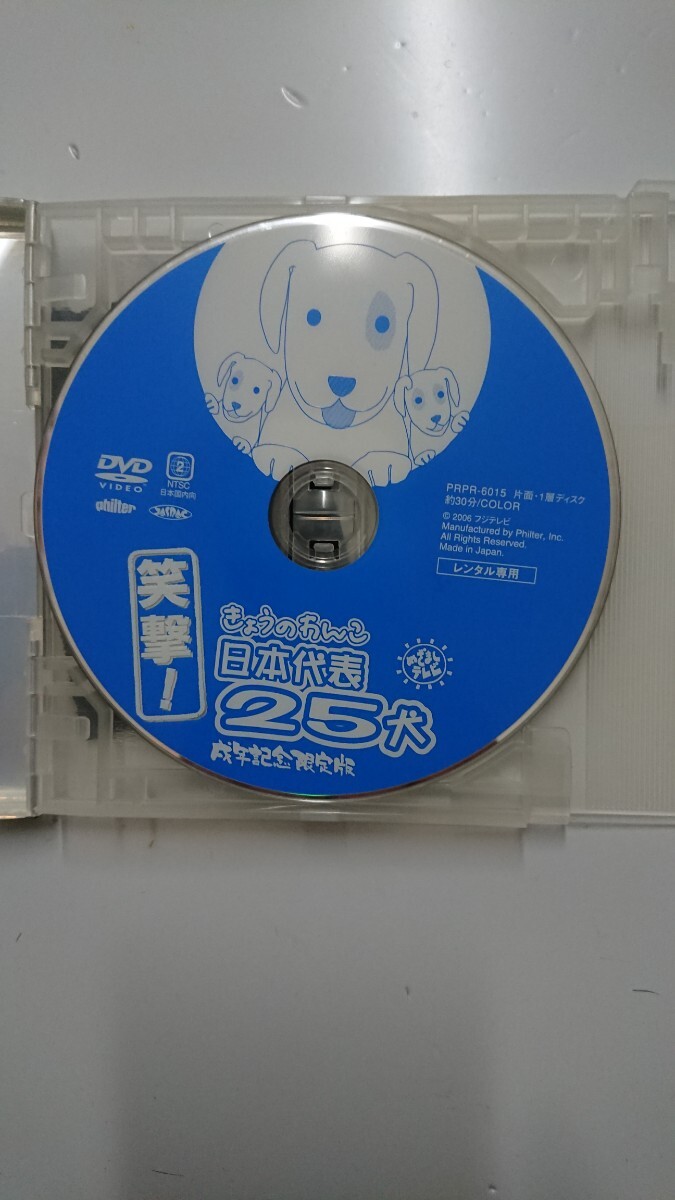 DVD
VIDEO
2
NTSC
日本国内向
philter
PRPR-6015 片面・1層ディスク
約30分/COLOR
© 2006 フジテレビ
Manufactured by Philter, Inc.
All Rights Reserved.
Made in Japan.
レンタル専用
笑撃!
きょうのわんこ
日本代表
25犬
戌年記念限定版
めざまし
テレビ